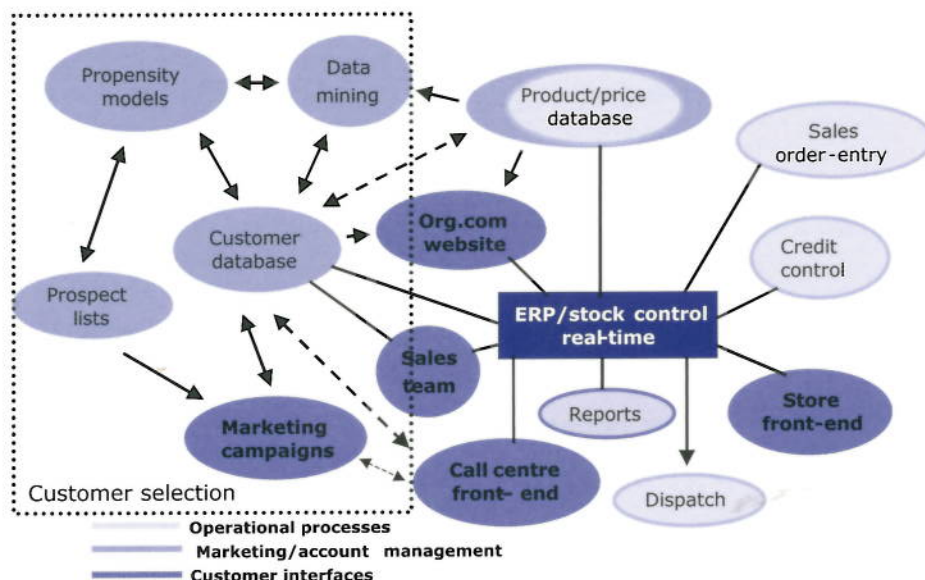 Propensity
models
Data
mining
Product/price
database
Sales
order-entry
Customer
database
Org.com
website
Credit
control
Prospect
lists
ERP/stock control
real-time
Sales
team
Reports
Store
front-end
Marketing
campaigns
Call centre
front- end
Dispatch
Customer selection
Operational processes
Marketing/account management
Customer interfaces